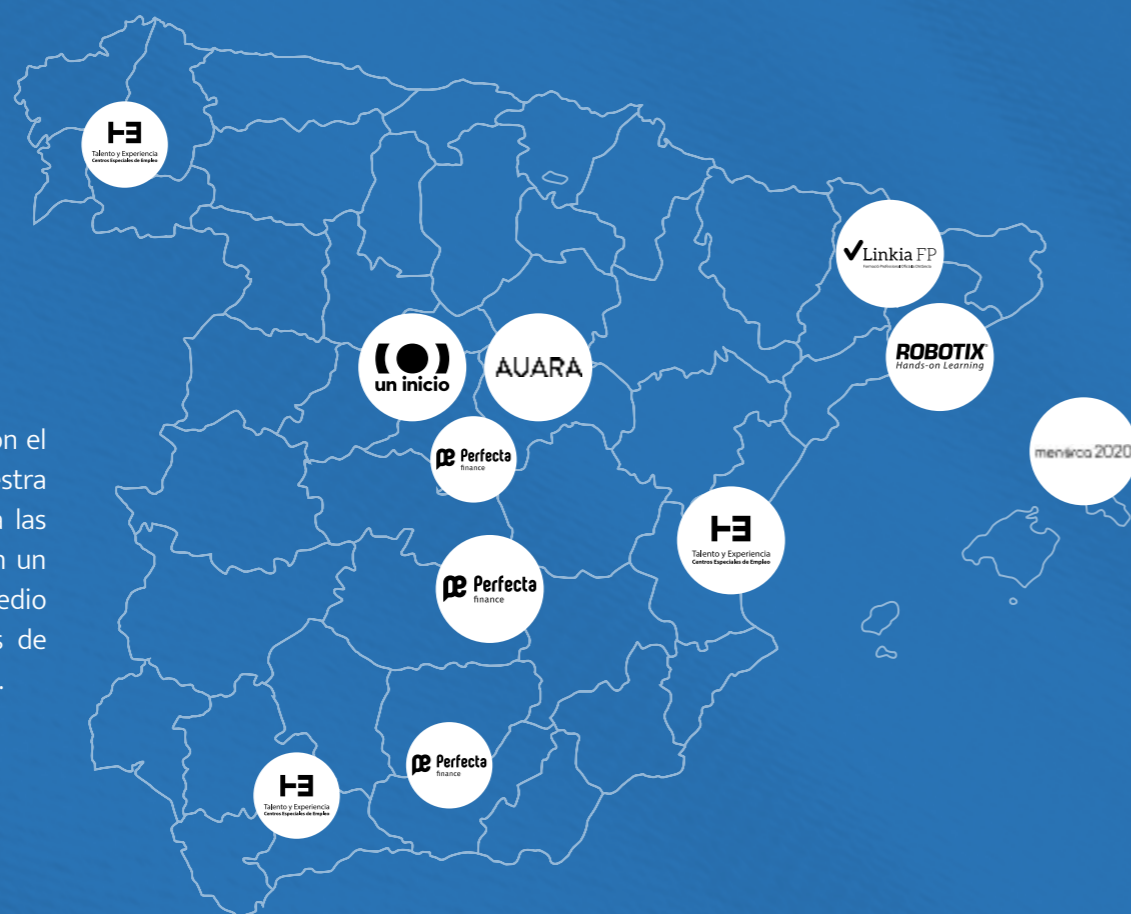 Talento y Experiencia
Centros Especiales de Empleo
Linkia FP
ROBOTIX
Hands-on Learning
un inicio
AUARA
Perfecta
finance
menorca 2020
Talento y Experiencia
Centros Especiales de Empleo
Perfecta
finance
Perfecta
finance
Talento y Experiencia
Centros Especiales de Empleo
on el
estra
las
un
edio
s de
.